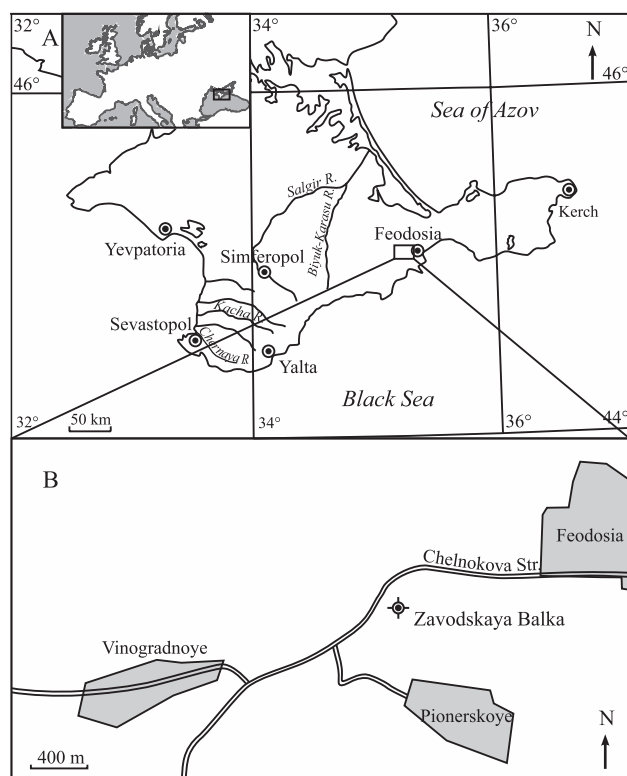 32°
34°
36°
N
A
46°
46°
Sea of Azov
Salgir R.
Biyuk-Karasu R.
Kerch
Feodosia
Yevpatoria
Simferopol
Kacha R.
Sevastopol
Chernaya R.
Yalta
Black Sea
32°
50 km
34°
36°
44°
B
Feodosia
Chelnokova Str.
Zavodskaya Balka
Vinogradnoye
Pionerskoye
N
400 m